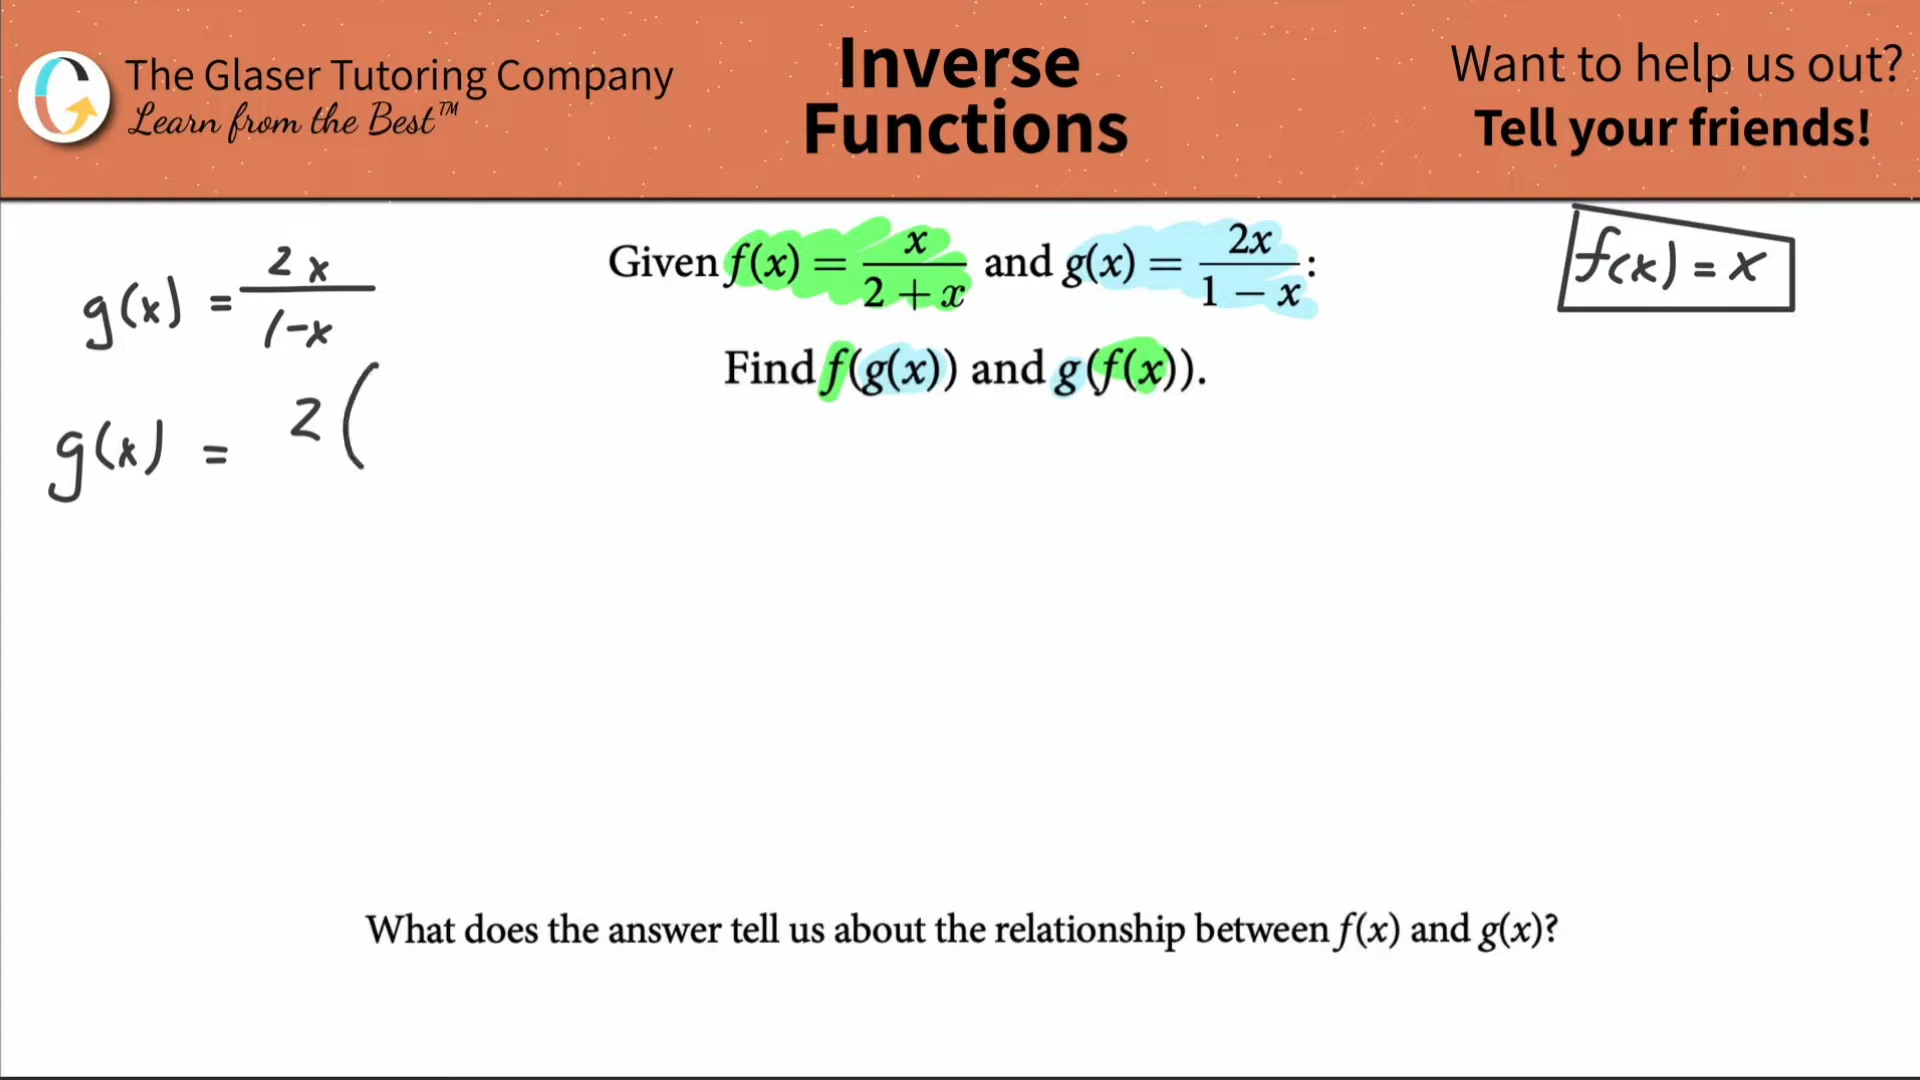 The Glaser Tutoring Company
Learn from the Best™
Inverse
Functions
Want to help us out?
Tell your friends!
Given f(x) = x/(2 + x) and g(x) = 2x/(1 − x) :
Find f(g(x)) and g(f(x)).
f(x) = x
g(x) = 2x/(1-x)
g(x) = 2(
What does the answer tell us about the relationship between f(x) and g(x)?